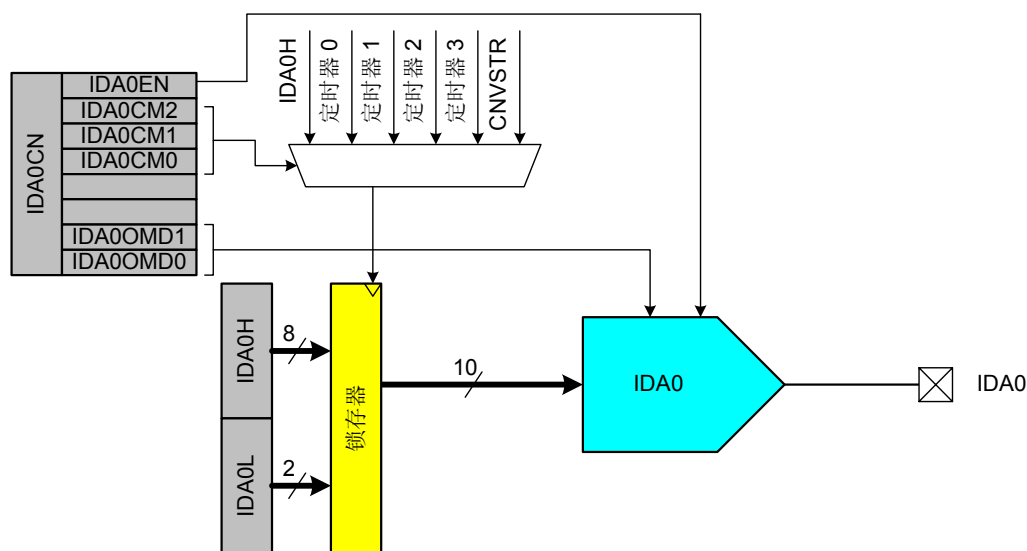 IDA0CN
IDA0EN
IDA0CM2
IDA0CM1
IDA0CM0
IDA0OMD1
IDA0OMD0
IDA0H
定时器 0
定时器 1
定时器 2
定时器 3
CNVSTR
IDA0H
IDA0L
8
2
锁存器
10
IDA0
IDA0